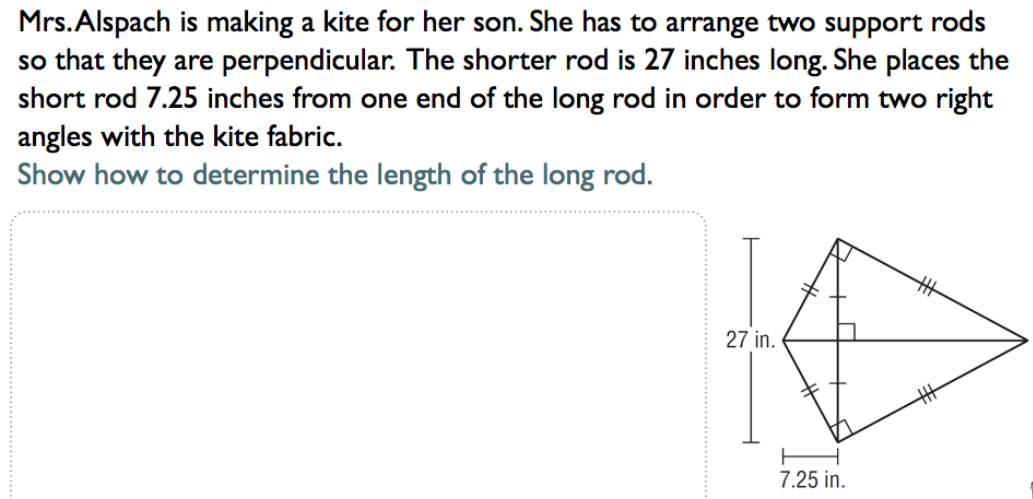 Mrs. Alspach is making a kite for her son. She has to arrange two support rods
so that they are perpendicular. The shorter rod is 27 inches long. She places the
short rod 7.25 inches from one end of the long rod in order to form two right
angles with the kite fabric.
Show how to determine the length of the long rod.
27 in.
7.25 in.